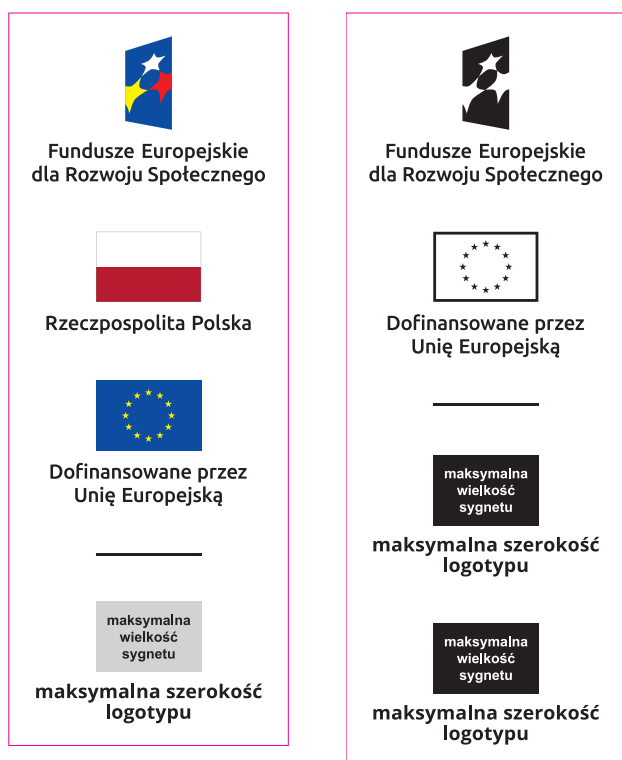 Fundusze Europejskie
dla Rozwoju Społecznego
Rzeczpospolita Polska
Dofinansowane przez
Unię Europejską
maksymalna
wielkość
sygnetu
maksymalna szerokość
logotypu
Fundusze Europejskie
dla Rozwoju Społecznego
Dofinansowane przez
Unię Europejską
maksymalna
wielkość
sygnetu
maksymalna szerokość
logotypu
maksymalna
wielkość
sygnetu
maksymalna szerokość
logotypu